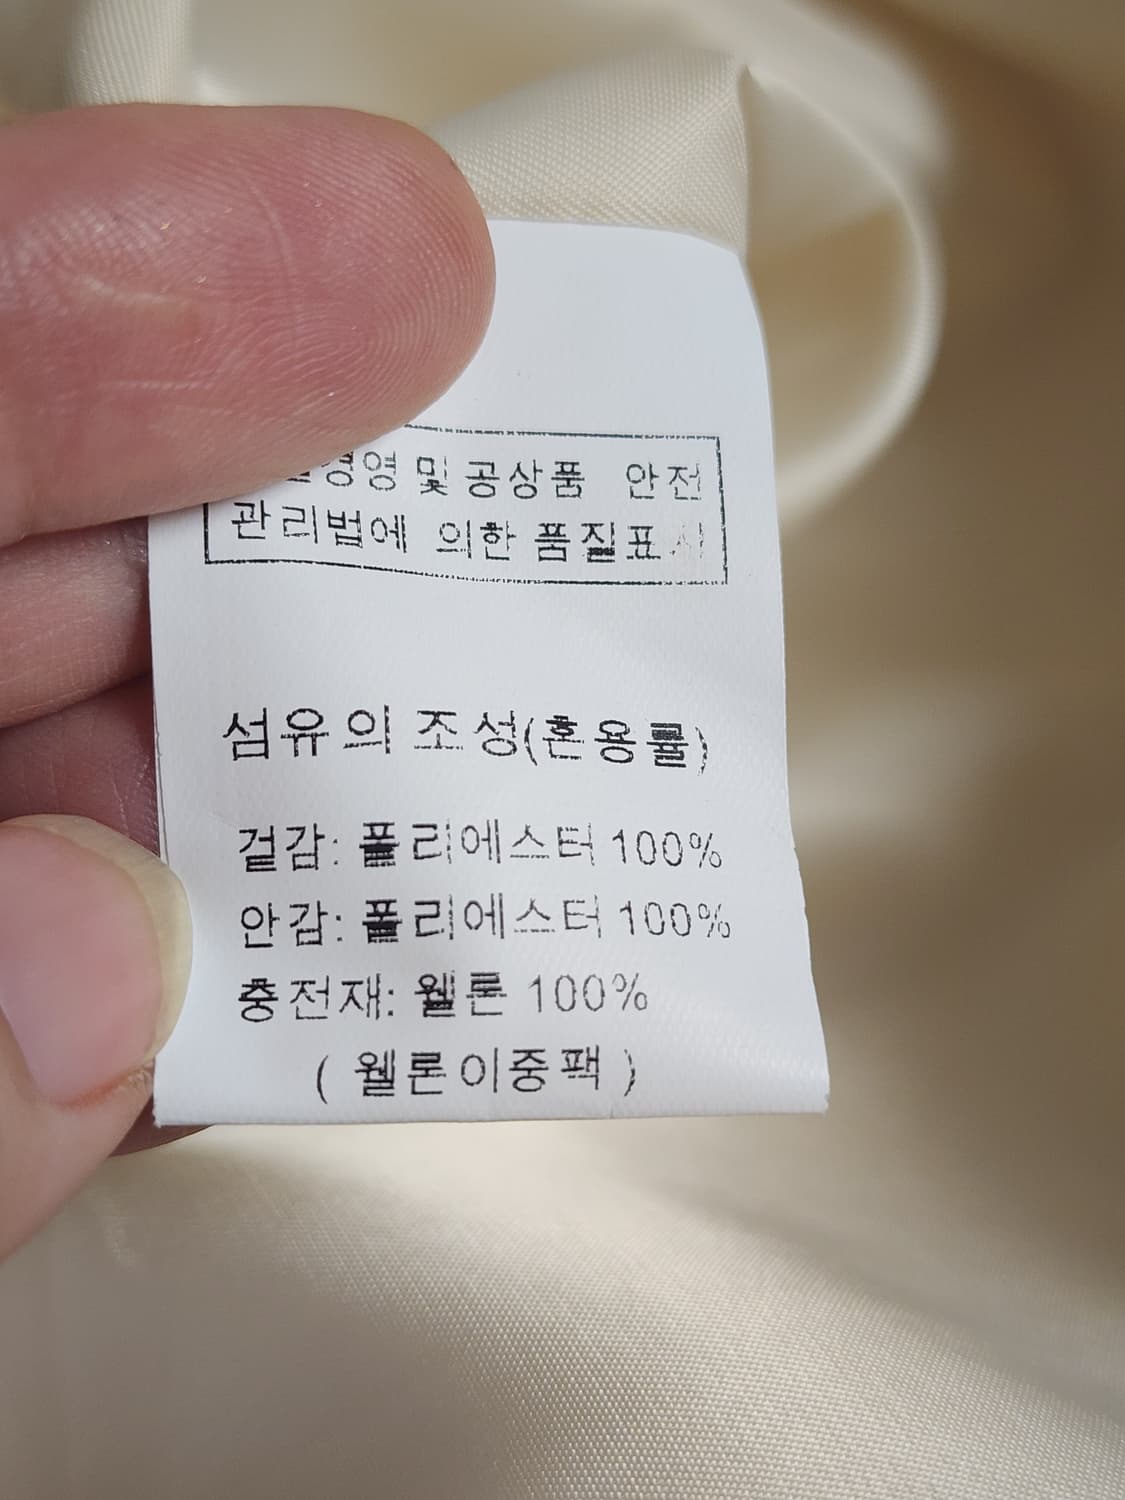 및 공상품 안전
관리법에 의한 품질표시
섬유의 조성(혼용률)
겉감: 폴리에스터 100%
안감: 폴리에스터 100%
충전재: 웰론 100%
( 웰론이중팩 )